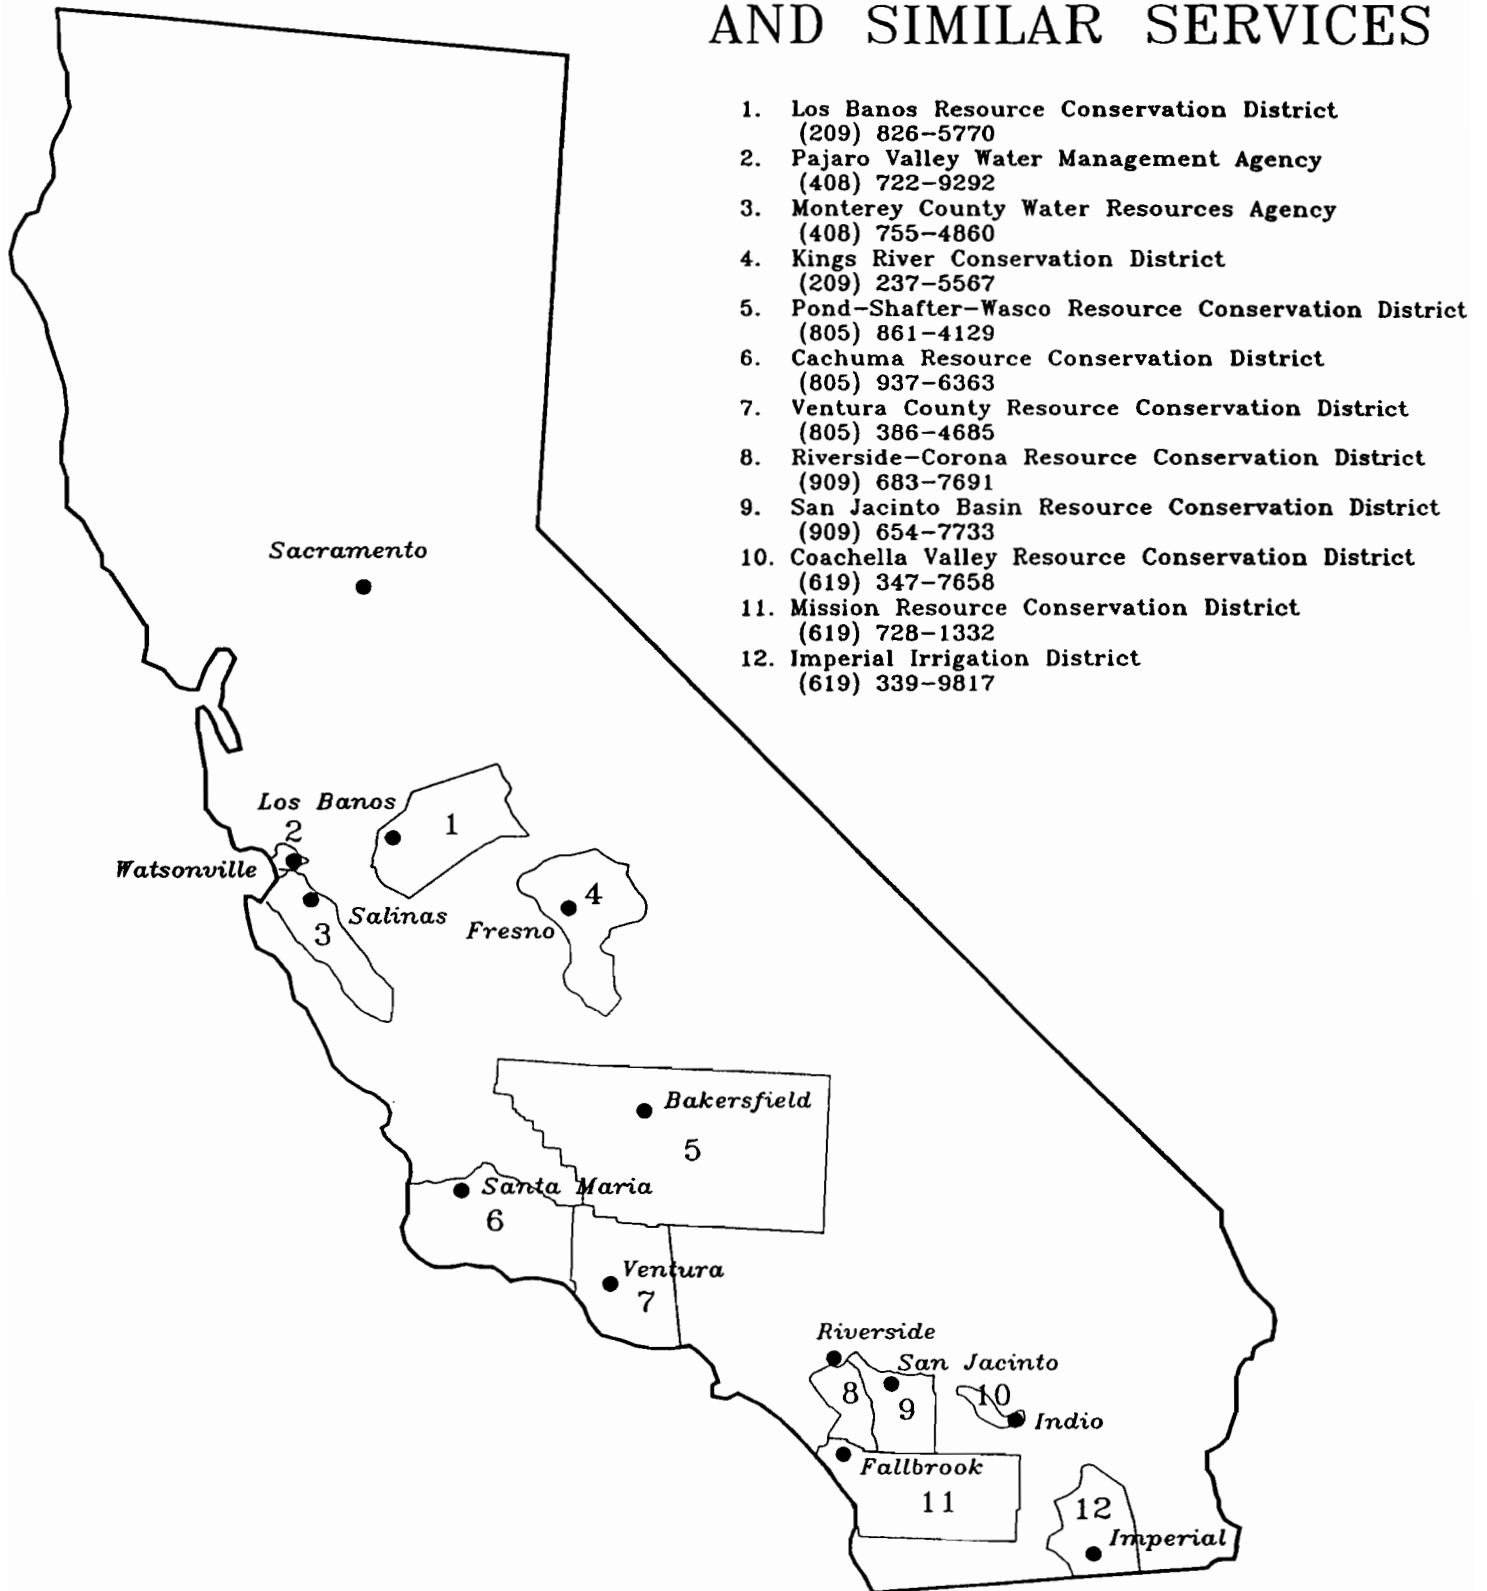 AND SIMILAR SERVICES
1. Los Banos Resource Conservation District
(209) 826-5770
2. Pajaro Valley Water Management Agency
(408) 722-9292
3. Monterey County Water Resources Agency
(408) 755-4860
4. Kings River Conservation District
(209) 237-5567
5. Pond-Shafter-Wasco Resource Conservation District
(805) 861-4129
6. Cachuma Resource Conservation District
(805) 937-6363
7. Ventura County Resource Conservation District
(805) 386-4685
8. Riverside-Corona Resource Conservation District
(909) 683-7691
9. San Jacinto Basin Resource Conservation District
(909) 654-7733
10. Coachella Valley Resource Conservation District
(619) 347-7658
11. Mission Resource Conservation District
(619) 728-1332
12. Imperial Irrigation District
(619) 339-9817
Sacramento
Los Banos
1
2
Watsonville
Salinas
3
4
Fresno
Bakersfield
5
Santa Maria
6
Ventura
7
Riverside
San Jacinto
8
9
10
Indio
Fallbrook
11
12
Imperial